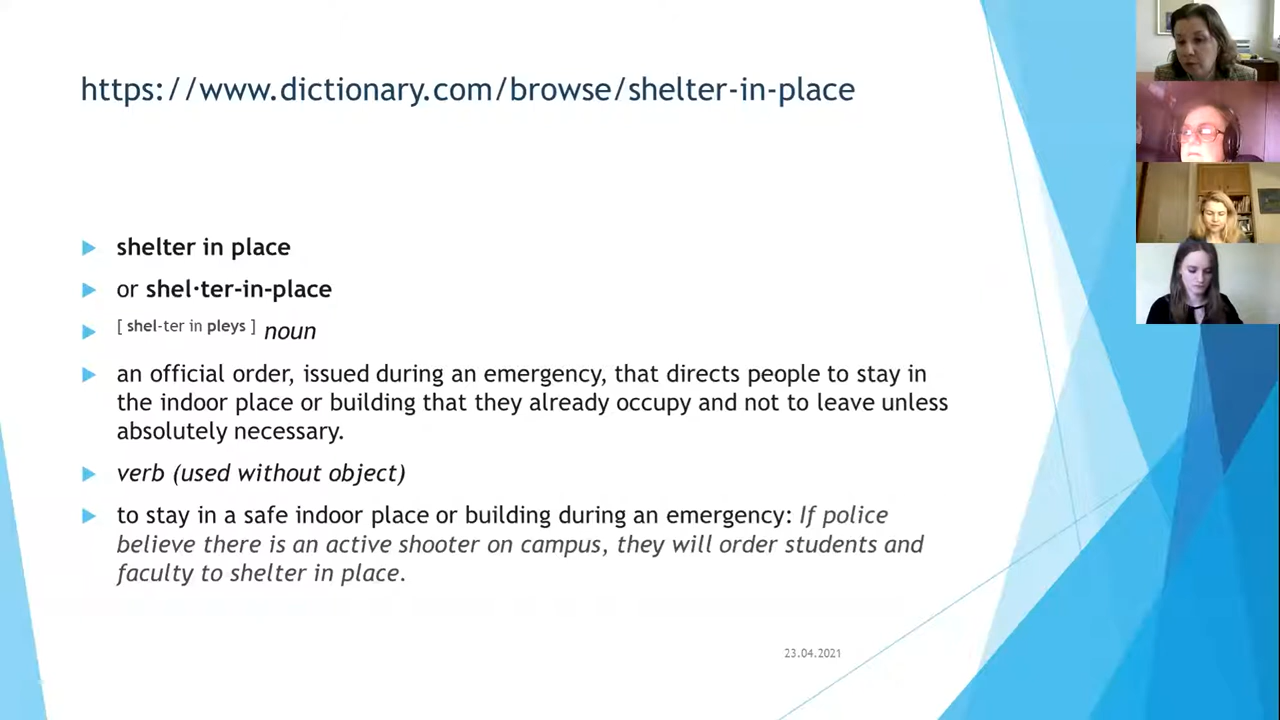 https://www.dictionary.com/browse/shelter-in-place
shelter in place
or shel·ter-in-place
[ shel-ter in pleys ] noun
an official order, issued during an emergency, that directs people to stay in
the indoor place or building that they already occupy and not to leave unless
absolutely necessary.
verb (used without object)
to stay in a safe indoor place or building during an emergency: If police
believe there is an active shooter on campus, they will order students and
faculty to shelter in place.
23.04.2021